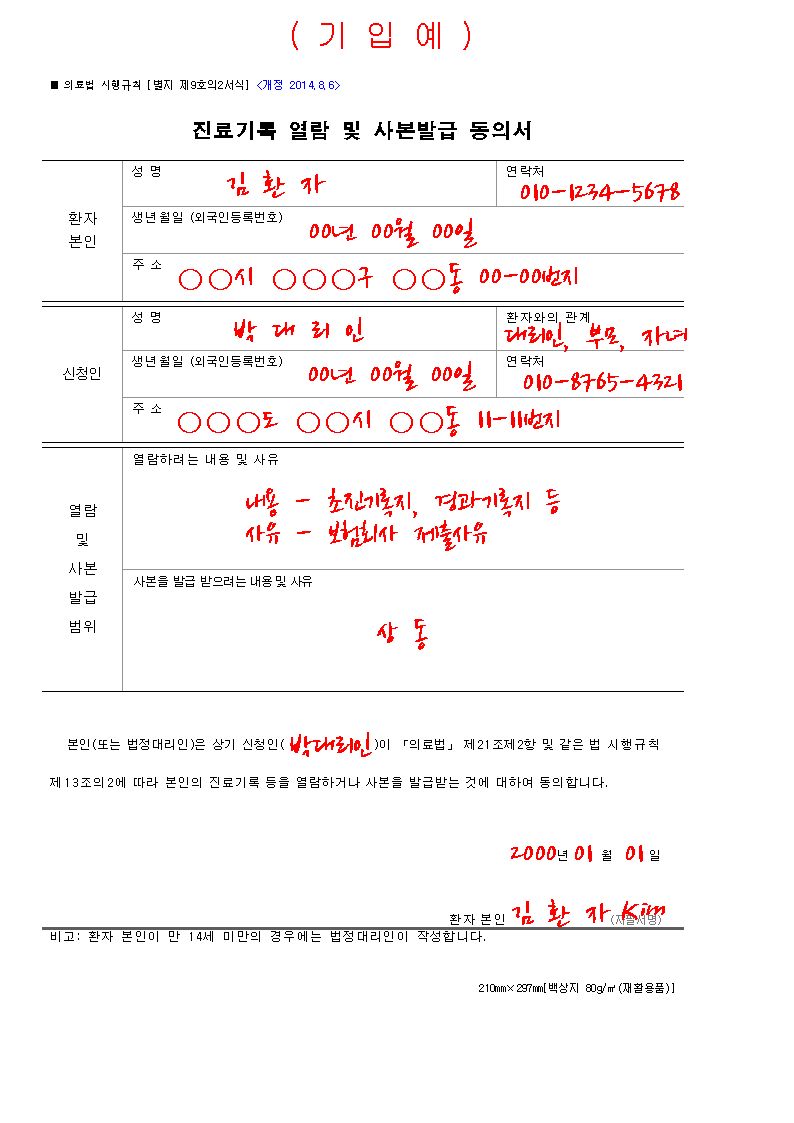 ( 기 입 예 )
■ 의료법 시행규칙 [별지 제9호의2서식] <개정 2014.8.6>
진료기록 열람 및 사본발급 동의서
환자
본인
성 명
김 환 자
연락처
010-1234-5678
생년월일 (외국인등록번호)
00년 00월 00일
주 소
○○시 ○○○구 ○○동 00-00번지
신청인
성 명
박 대 리 인
환자와의 관계
대리인, 부모, 자녀
생년월일 (외국인등록번호)
00년 00월 00일
연락처
010-8765-4321
주 소
○○○도 ○○시 ○○동 11-11번지
열람
및
사본
발급
범위
열람하려는 내용 및 사유
내용 - 초진기록지, 경과기록지 등
사유 - 보험회사 제출사유
사본을 발급 받으려는 내용 및 사유
상 동
본인(또는 법정대리인)은 상기 신청인( 박대리인 )이 「의료법」 제21조제2항 및 같은 법 시행규칙
제13조의2에 따라 본인의 진료기록 등을 열람하거나 사본을 발급받는 것에 대하여 동의합니다.
2000년 01 월 01 일
환자 본인 김 환 자 Kim (자필서명)
비고: 환자 본인이 만 14세 미만의 경우에는 법정대리인이 작성합니다.
210mm×297mm[백상지 80g/㎡(재활용품)]